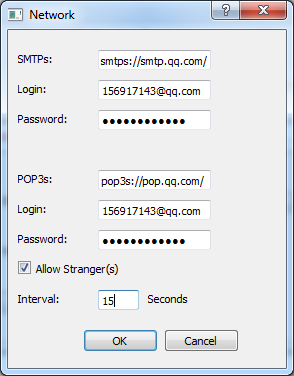 Network
SMTPs: smtps://smtp.qq.com/
Login: 156917143@qq.com
Password: ●●●●●●●●●●●●
POP3s: pop3s://pop.qq.com/
Login: 156917143@qq.com
Password: ●●●●●●●●●●●●
Allow Stranger(s)
Interval: 15 Seconds
OK Cancel